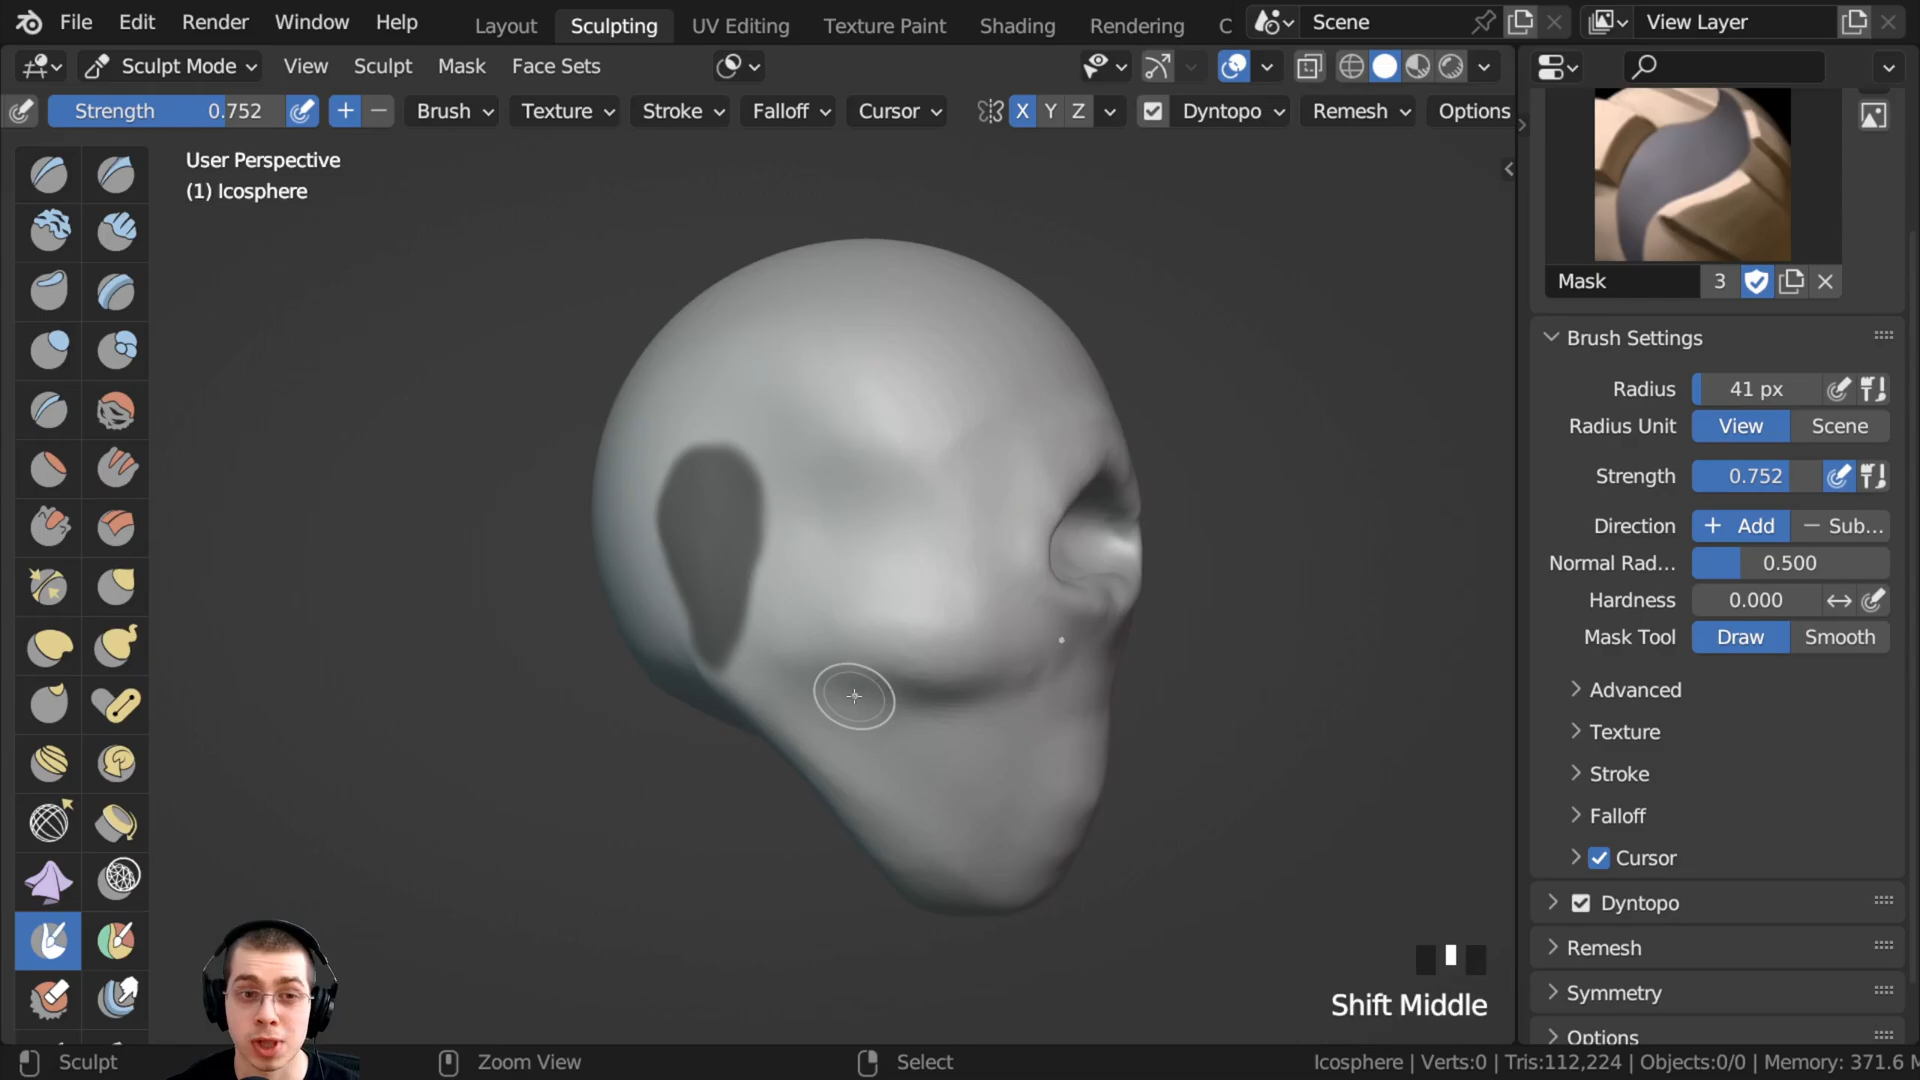 File Edit Render Window Help Layout Sculpting UV Editing Texture Paint Shading Rendering C Scene View Layer
Sculpt Mode View Sculpt Mask Face Sets
Strength 0.752 Brush Texture Stroke Falloff Cursor X Y Z Dyntopo Remesh Options
User Perspective
(1) Icosphere
Mask 3
Brush Settings
Radius 41 px
Radius Unit View Scene
Strength 0.752
Direction + Add − Sub...
Normal Rad... 0.500
Hardness 0.000
Mask Tool Draw Smooth
Advanced
Texture
Stroke
Falloff
Cursor
Dyntopo
Remesh
Symmetry
Options
Shift Middle
Sculpt Zoom View Select Icosphere | Verts:0 | Tris:112,224 | Objects:0/0 | Memory: 371.6 M